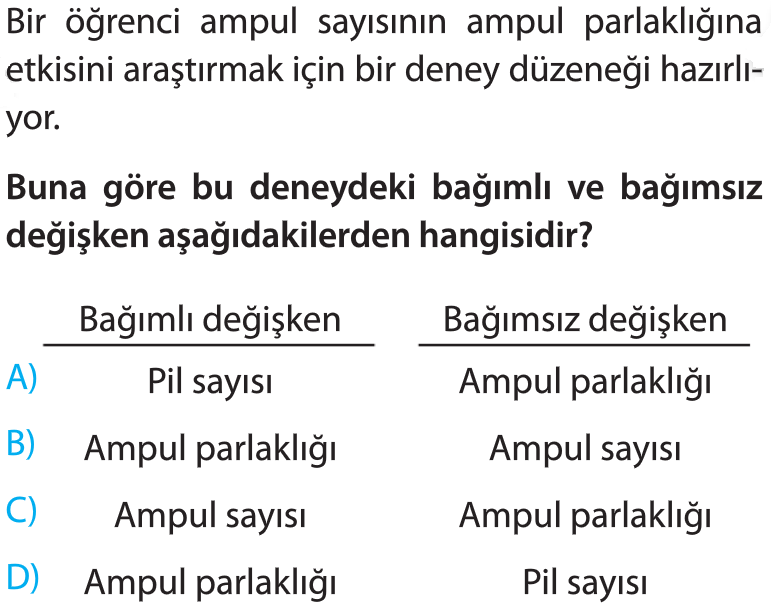 Bir öğrenci ampul sayısının ampul parlaklığına
etkisini araştırmak için bir deney düzeneği hazırlı-
yor.
Buna göre bu deneydeki bağımlı ve bağımsız
değişken aşağıdakilerden hangisidir?
Bağımlı değişken Bağımsız değişken
A) Pil sayısı Ampul parlaklığı
B) Ampul parlaklığı Ampul sayısı
C) Ampul sayısı Ampul parlaklığı
D) Ampul parlaklığı Pil sayısı